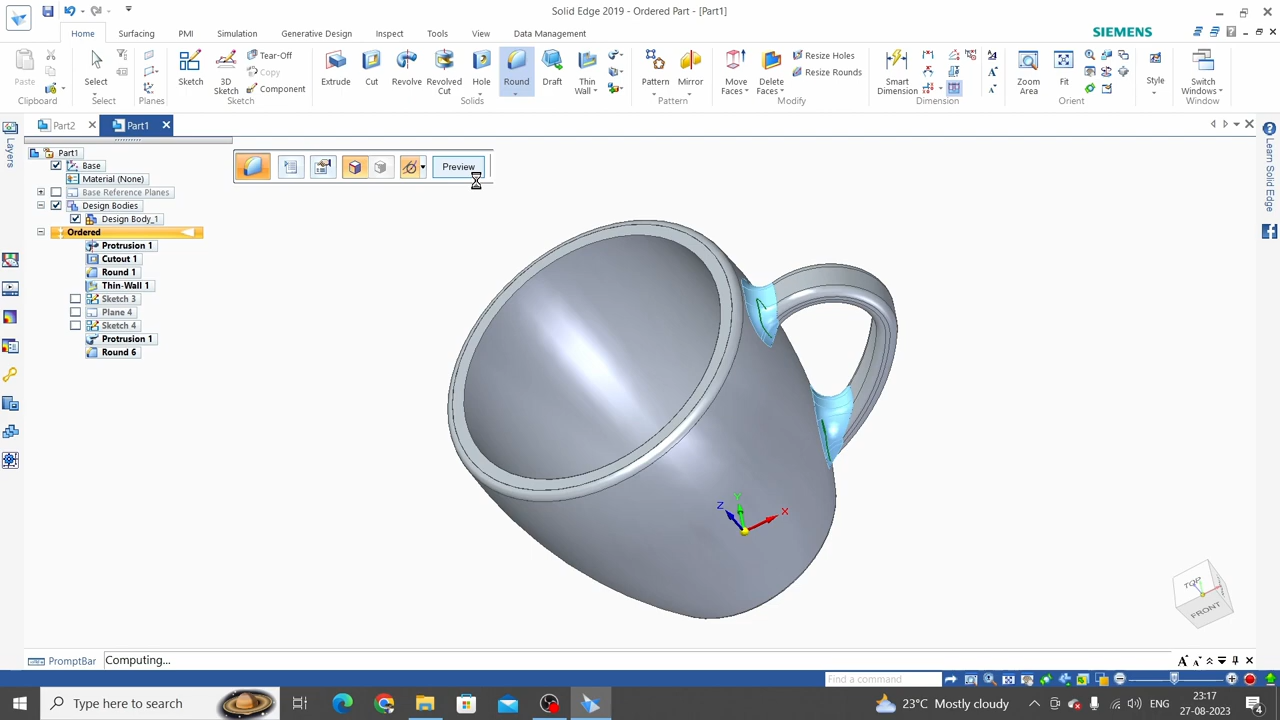 Solid Edge 2019 - Ordered Part - [Part1]
Home Surfacing PMI Simulation Generative Design Inspect Tools View Data Management SIEMENS
Paste Select Sketch 3D Sketch Tear-Off Copy Component Extrude Cut Revolve Revolved Cut Hole Round Draft Thin Wall Pattern Mirror Move Faces Delete Faces Resize Holes Resize Rounds Smart Dimension Zoom Area Fit Style Switch Windows
Clipboard Select Planes Sketch Solids Pattern Modify Dimension Orient Window
Part2 Part1
Layers
Learn Solid Edge
Preview
Part1
Base
Material (None)
Base Reference Planes
Design Bodies
Design Body_1
Ordered
Protrusion 1
Cutout 1
Round 1
Thin-Wall 1
Sketch 3
Plane 4
Sketch 4
Protrusion 1
Round 6
Z Y X
TOP
FRONT
PromptBar Computing...
Find a command
Type here to search
23°C Mostly cloudy ENG 23:17
27-08-2023
4